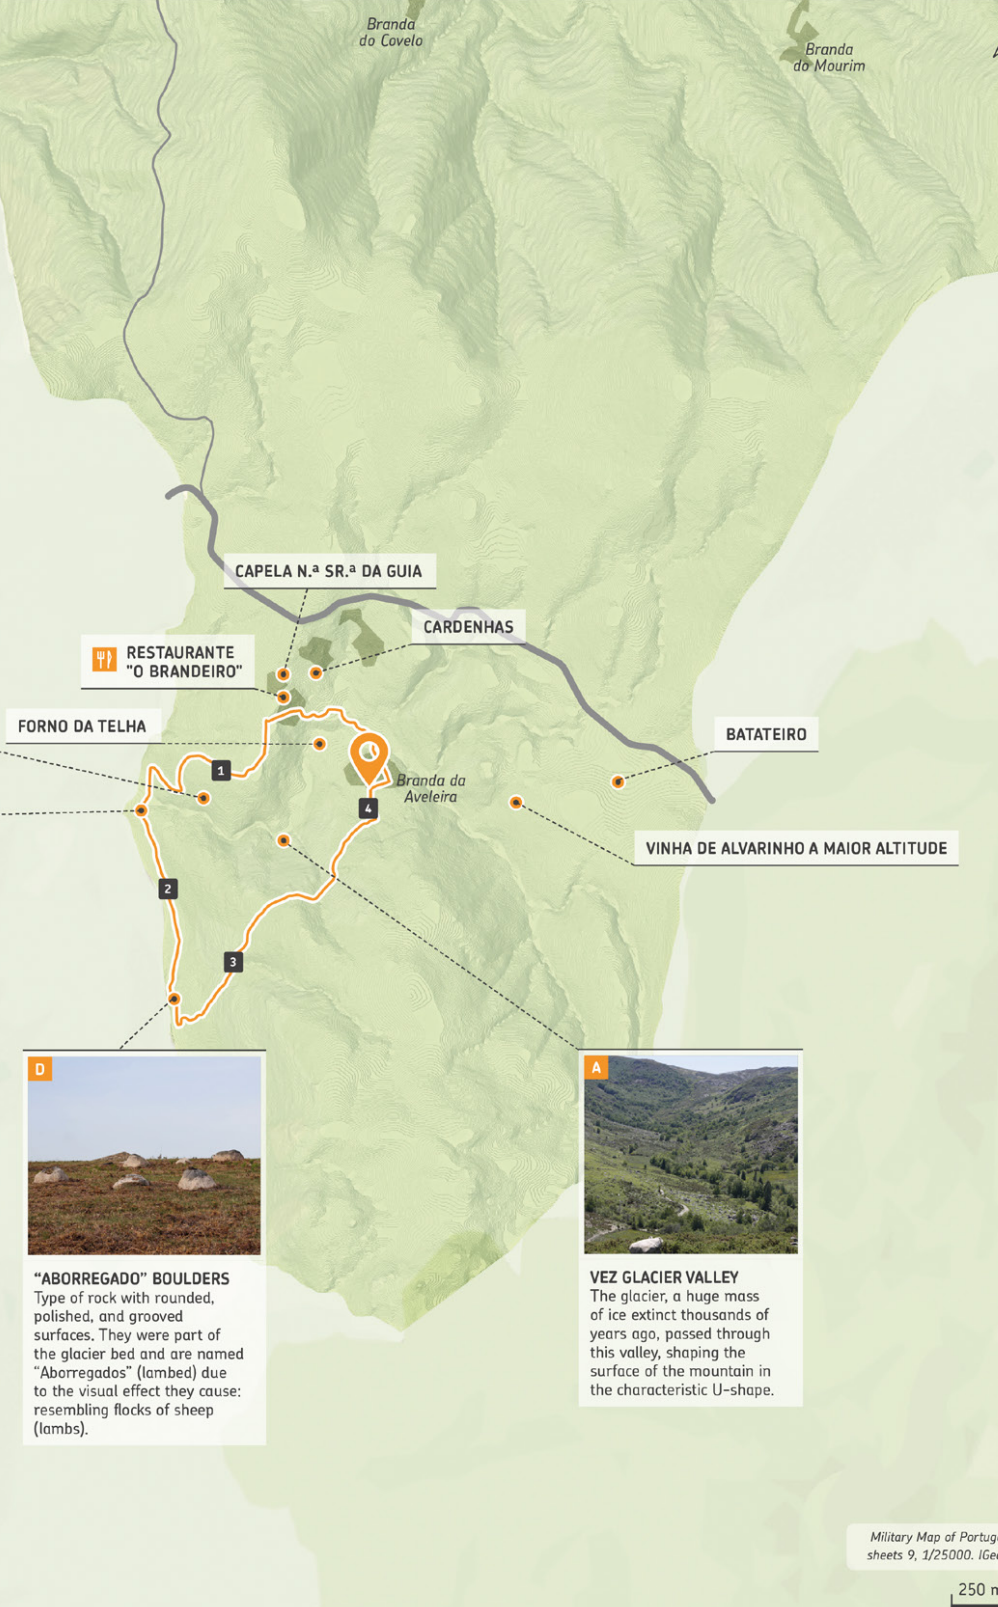 Branda
do Covelo
Branda
do Mourim
CAPELA N.ª SR.ª DA GUIA
CARDENHAS
RESTAURANTE
"O BRANDEIRO"
FORNO DA TELHA
BATATEIRO
1
Branda da
Aveleira
4
VINHA DE ALVARINHO A MAIOR ALTITUDE
2
3
D
“ABORREGADO” BOULDERS
Type of rock with rounded,
polished, and grooved
surfaces. They were part of
the glacier bed and are named
“Aborregados” (lambed) due
to the visual effect they cause:
resembling flocks of sheep
(lambs).
A
VEZ GLACIER VALLEY
The glacier, a huge mass
of ice extinct thousands of
years ago, passed through
this valley, shaping the
surface of the mountain in
the characteristic U-shape.
Military Map of
sheets 9, 1/25000.
250